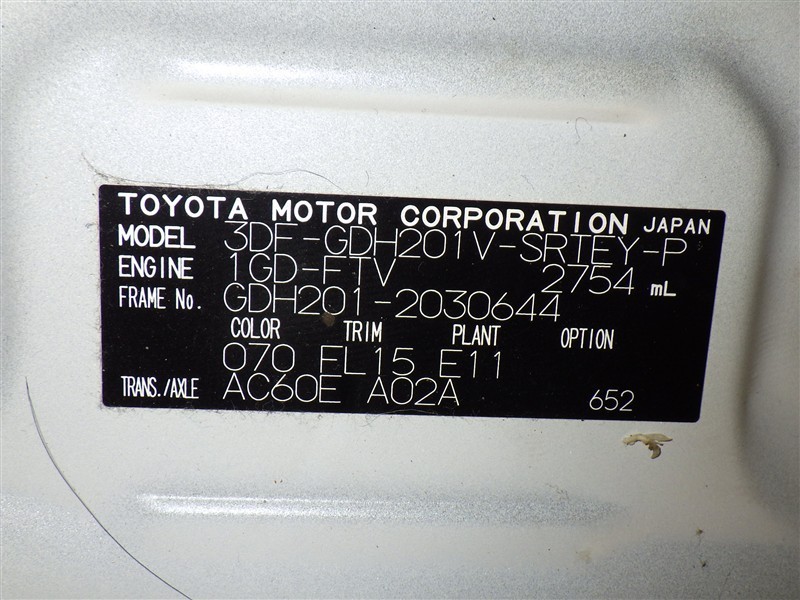 TOYOTA MOTOR CORPORATION JAPAN
MODEL 3DF-GDH201V-SRTEY-P
ENGINE 1GD-FTV 2754 mL
FRAME No. GDH201-2030644
COLOR TRIM PLANT OPTION
070 FL15 E11
TRANS./AXLE AC60E A02A 652